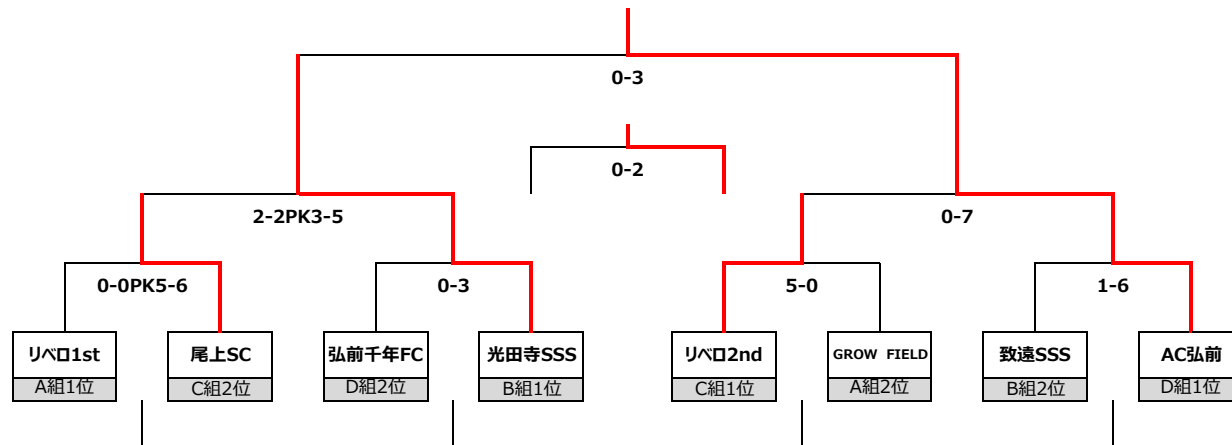 0-3
0-2
2-2PK3-5
0-7
0-0PK5-6
0-3
5-0
1-6
リベロ1st
尾上SC
弘前千年FC
光田寺SSS
リベロ2nd
GROW FIELD
致遠SSS
AC弘前
A組1位
C組2位
D組2位
B組1位
C組1位
A組2位
B組2位
D組1位